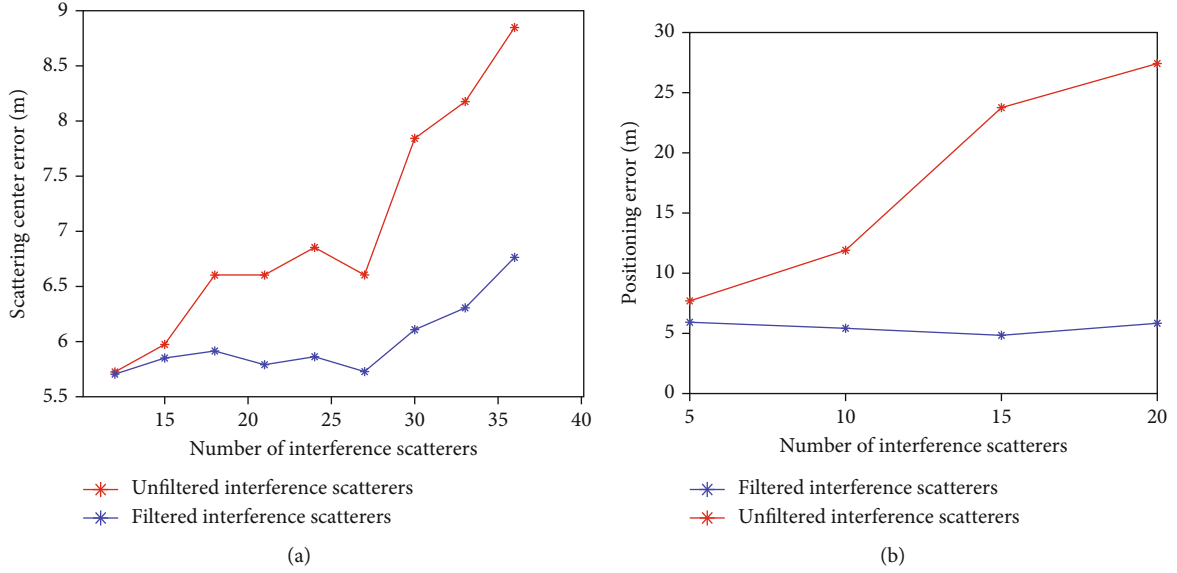 9
8.5
8
7.5
7
6.5
6
5.5
Scattering center error (m)
15 20 25 30 35 40
Number of interference scatterers
Unfiltered interference scatterers
Filtered interference scatterers
(a)
30
25
20
15
10
5
0
Positioning error (m)
5 10 15 20
Number of interference scatterers
Filtered interference scatterers
Unfiltered interference scatterers
(b)